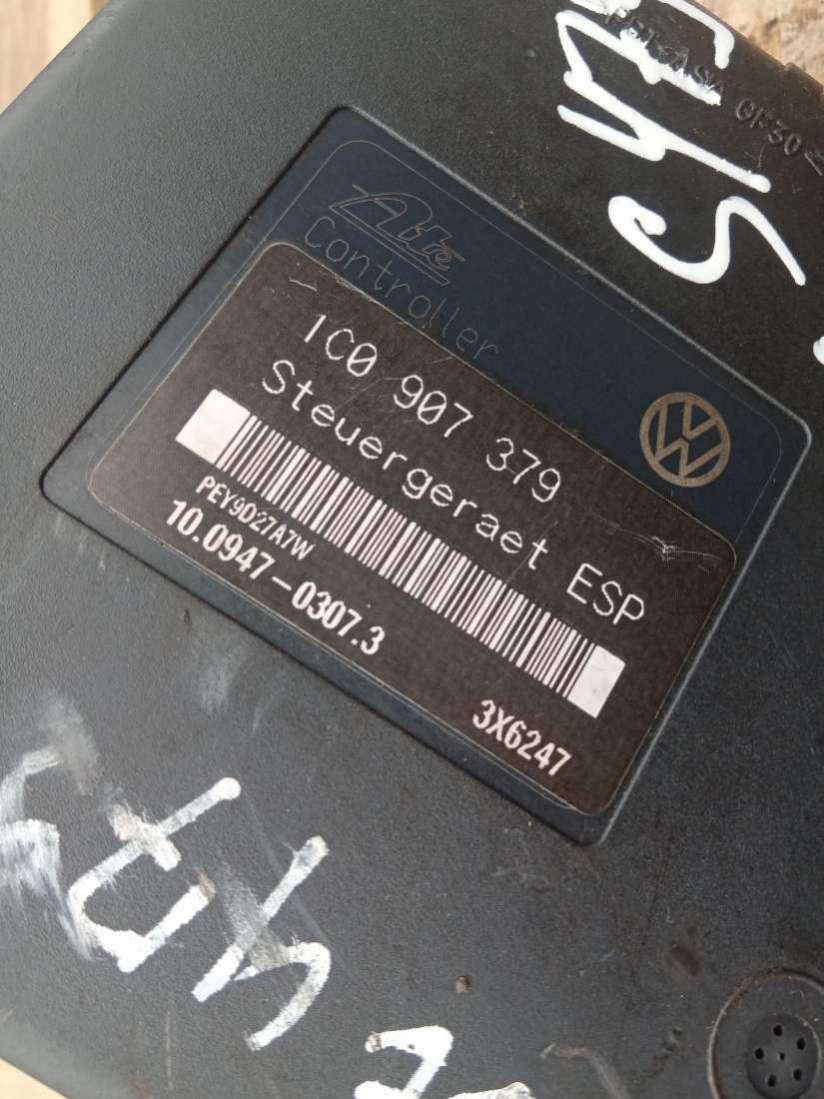 Ate
Controller
1C0 907 379
Steuergeraet ESP
PEY9D27A7W
10.0947-0307.3
3X6247